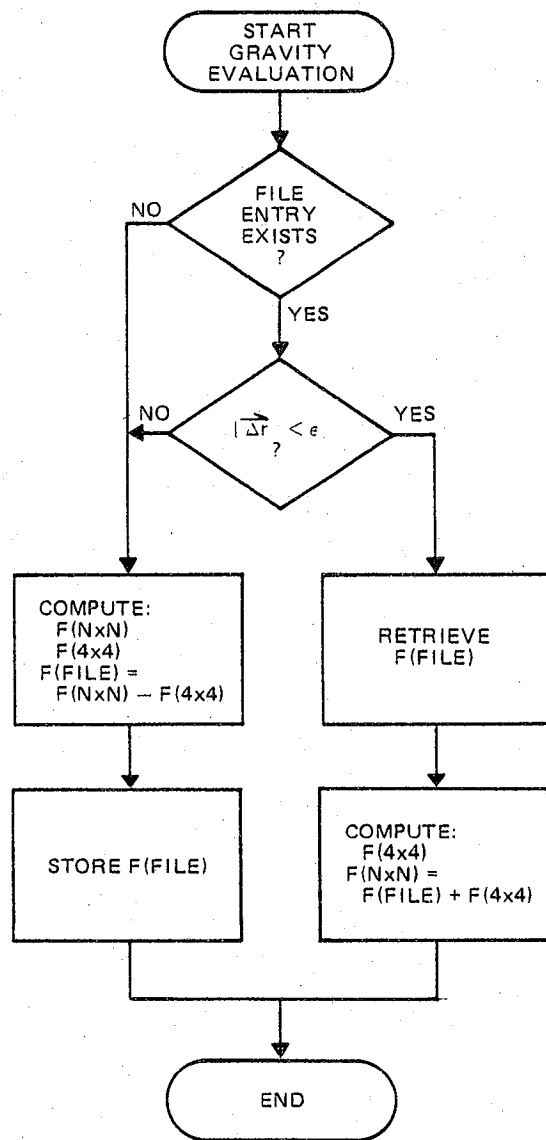 START
GRAVITY
EVALUATION
FILE
ENTRY
EXISTS
?
NO
YES
|Δr⃗ < ε
?
NO
YES
COMPUTE:
F(NxN)
F(4x4)
F(FILE) =
F(NxN) − F(4x4)
RETRIEVE
F(FILE)
STORE F(FILE)
COMPUTE:
F(4x4)
F(NxN) =
F(FILE) + F(4x4)
END